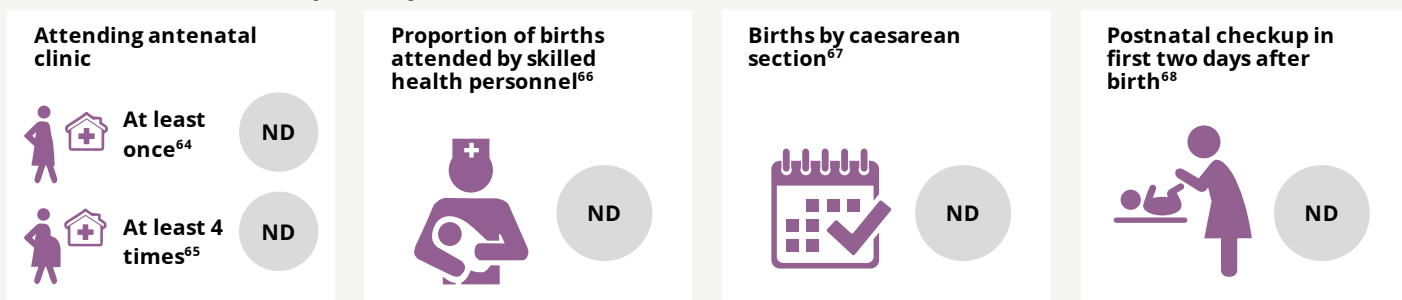 Attending antenatal
clinic
At least
once64
ND
At least 4
times65
ND
Proportion of births
attended by skilled
health personnel66
ND
Births by caesarean
section67
ND
Postnatal checkup in
first two days after
birth68
ND